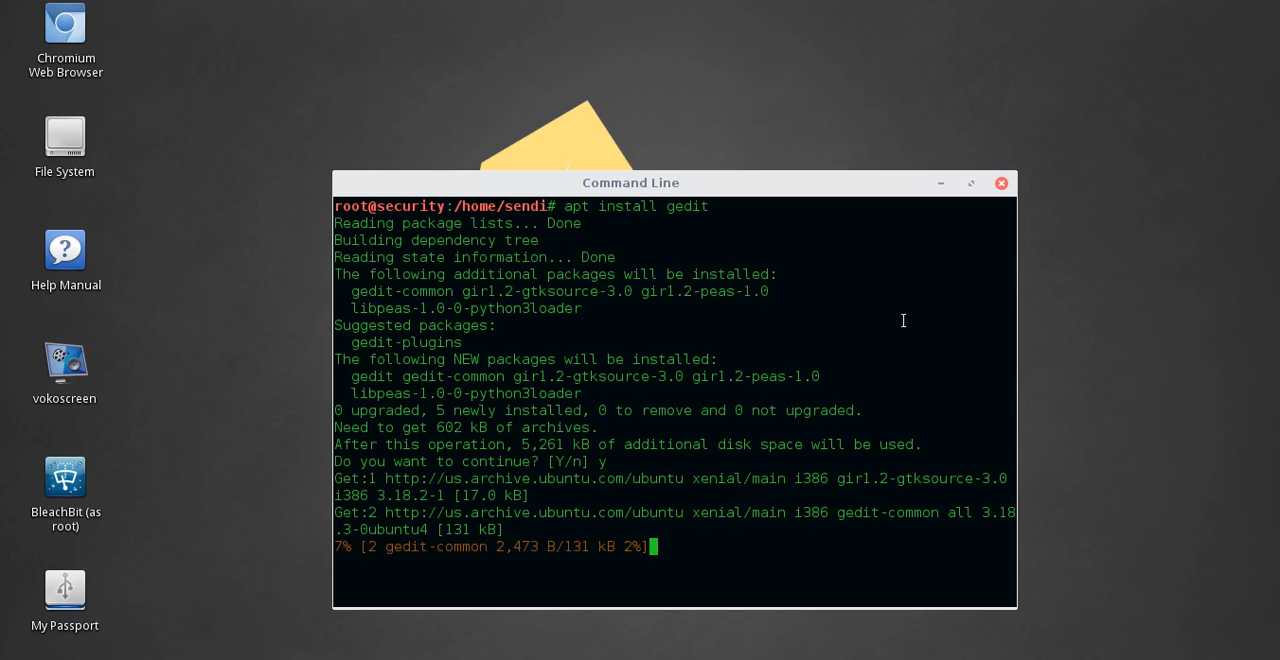 Chromium
Web Browser
File System
Help Manual
vokoscreen
BleachBit (as
root)
My Passport
Command Line
root@security:/home/sendi# apt install gedit
Reading package lists... Done
Building dependency tree
Reading state information... Done
The following additional packages will be installed:
  gedit-common gir1.2-gtksource-3.0 gir1.2-peas-1.0
  libpeas-1.0-0-python3loader
Suggested packages:
  gedit-plugins
The following NEW packages will be installed:
  gedit gedit-common gir1.2-gtksource-3.0 gir1.2-peas-1.0
  libpeas-1.0-0-python3loader
0 upgraded, 5 newly installed, 0 to remove and 0 not upgraded.
Need to get 602 kB of archives.
After this operation, 5,261 kB of additional disk space will be used.
Do you want to continue? [Y/n] y
Get:1 http://us.archive.ubuntu.com/ubuntu xenial/main i386 gir1.2-gtksource-3.0
i386 3.18.2-1 [17.0 kB]
Get:2 http://us.archive.ubuntu.com/ubuntu xenial/main i386 gedit-common all 3.18
.3-0ubuntu4 [131 kB]
7% [2 gedit-common 2,473 B/131 kB 2%]